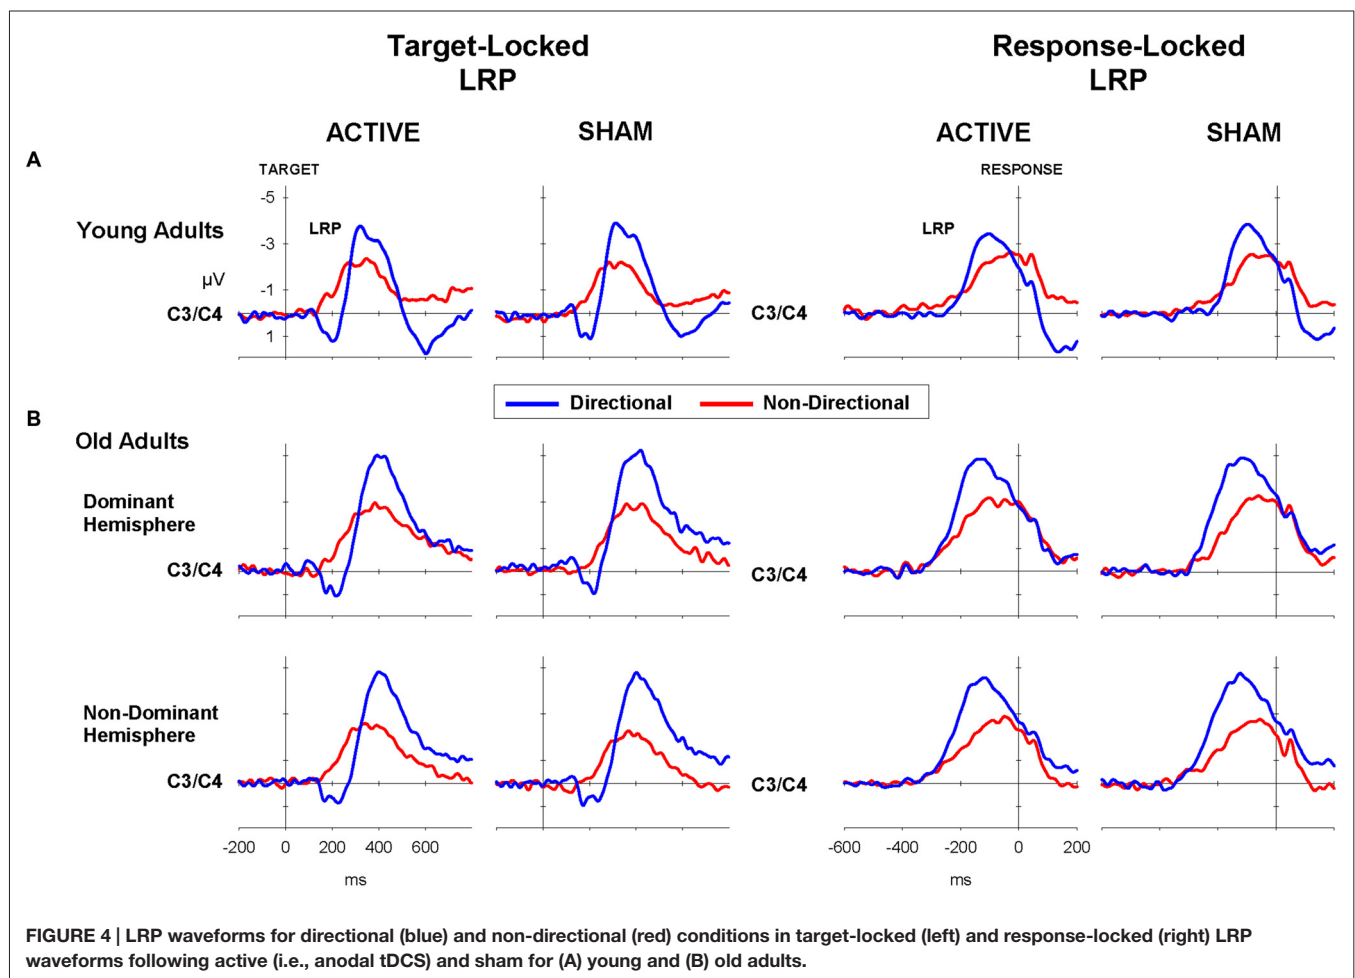 Target-Locked
LRP
Response-Locked
LRP
ACTIVE
SHAM
ACTIVE
SHAM
A
TARGET
RESPONSE
-5
Young Adults
LRP
LRP
-3
µV
-1
C3/C4
C3/C4
1
Directional
Non-Directional
B
Old Adults
Dominant
Hemisphere
C3/C4
C3/C4
Non-Dominant
Hemisphere
C3/C4
C3/C4
-200 0 200 400 600
-600 -400 -200 0 200
ms
ms
FIGURE 4 | LRP waveforms for directional (blue) and non-directional (red) conditions in target-locked (left) and response-locked (right) LRP
waveforms following active (i.e., anodal tDCS) and sham for (A) young and (B) old adults.